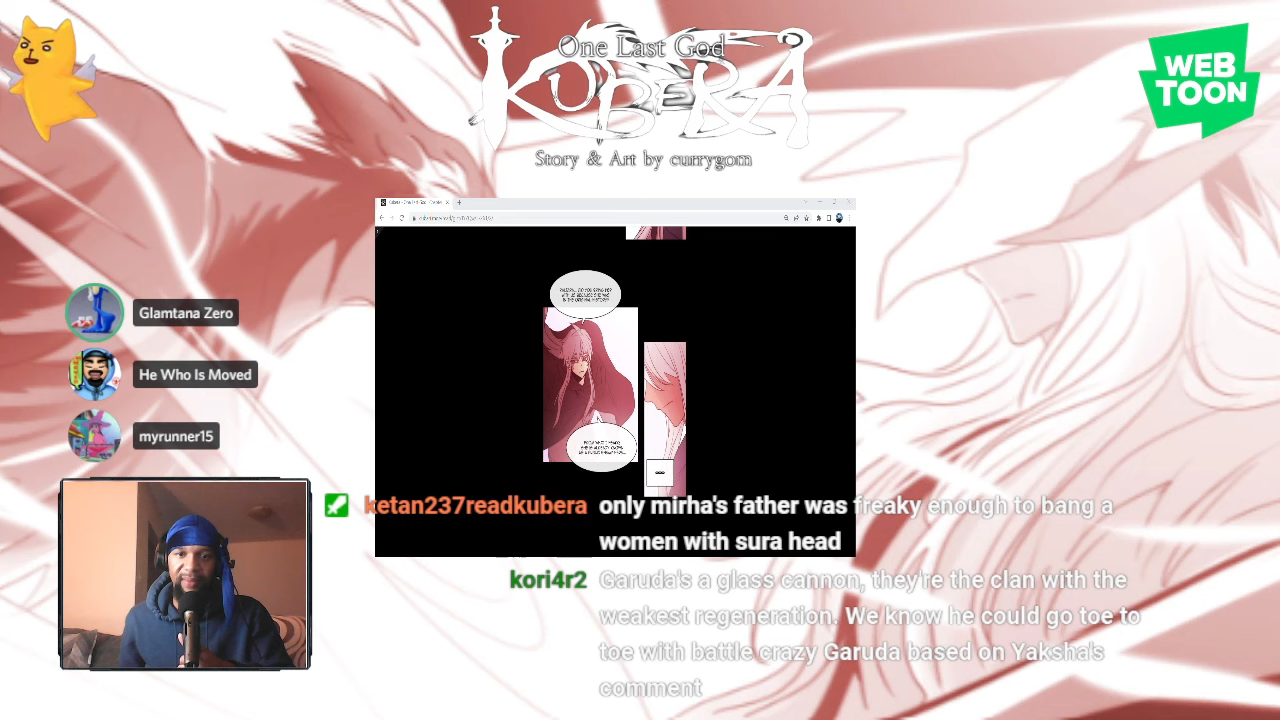 One Last God
KUBERA
Story & Art by currygom
WEB
TOON
Glamtana Zero
He Who Is Moved
myrunner15
ketan237readkubera only mirha's father was freaky enough to bang a
women with sura head
kori4r2 Garuda's a glass cannon, they're the clan with the
weakest regeneration. We know he could go toe to
toe with battle crazy Garuda based on Yaksha's
comment